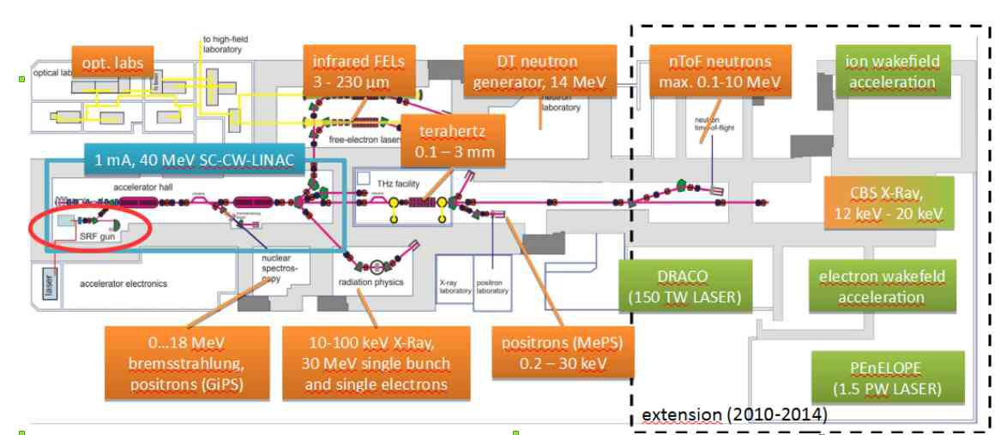 to high-field
laboratory
opt. labs
infrared FELs
3 - 230 µm
DT neutron
generator, 14 MeV
nToF neutrons
max. 0.1-10 MeV
ion wakefield
acceleration
optical lab
neutron
laboratory
free-electron laser
terahertz
0.1 – 3 mm
neutron
time-of-flight
1 mA, 40 MeV SC-CW-LINAC
accelerator hall
THz facility
CBS X-Ray,
12 keV - 20 keV
SRF gun
nuclear
spectros-
copy
laser
accelerator electronics
radiation physics
X-ray
laboratory
positron
laboratory
DRACO
(150 TW LASER)
electron wakefeld
acceleration
0...18 MeV
bremsstrahlung,
positrons (GiPS)
10-100 keV X-Ray,
30 MeV single bunch
and single electrons
positrons (MePS)
0.2 – 30 keV
PEnELOPE
(1.5 PW LASER)
extension (2010-2014)